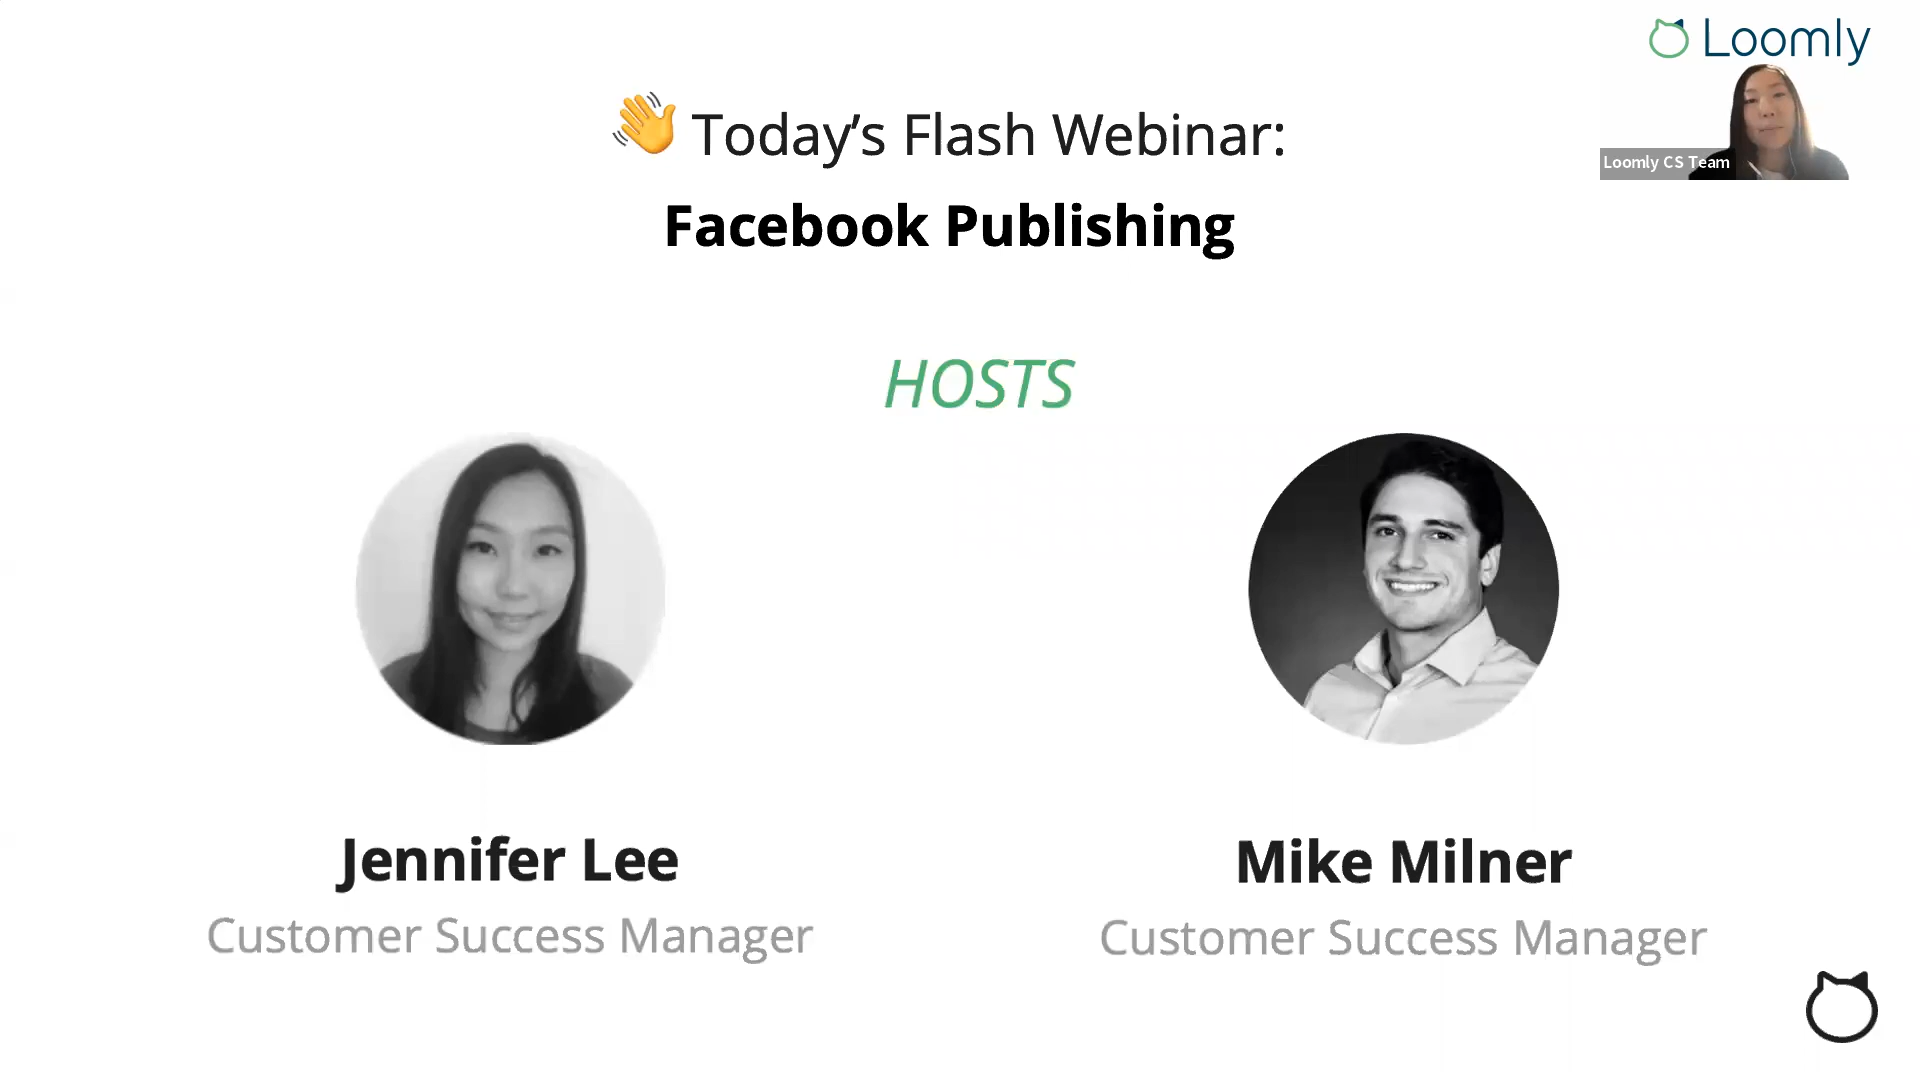 Loomly
Loomly CS Team
👋 Today’s Flash Webinar:
Facebook Publishing
HOSTS
Jennifer Lee
Customer Success Manager
Mike Milner
Customer Success Manager